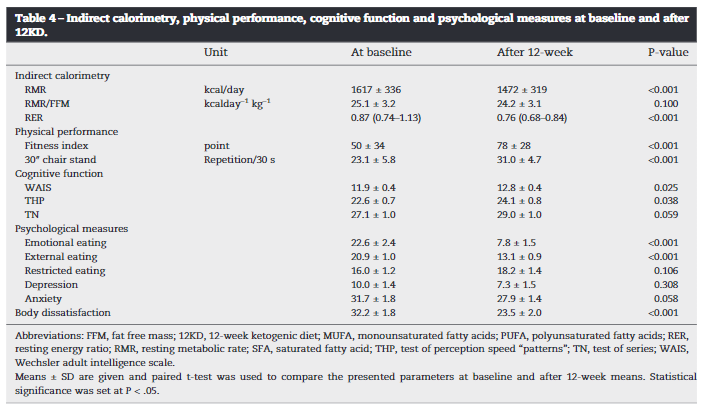 Table 4 – Indirect calorimetry, physical performance, cognitive function and psychological measures at baseline and after
12KD.
Unit At baseline After 12-week P-value
Indirect calorimetry
RMR kcal/day 1617 ± 336 1472 ± 319 <0.001
RMR/FFM kcalday⁻¹ kg⁻¹ 25.1 ± 3.2 24.2 ± 3.1 0.100
RER 0.87 (0.74–1.13) 0.76 (0.68–0.84) <0.001
Physical performance
Fitness index point 50 ± 34 78 ± 28 <0.001
30″ chair stand Repetition/30 s 23.1 ± 5.8 31.0 ± 4.7 <0.001
Cognitive function
WAIS 11.9 ± 0.4 12.8 ± 0.4 0.025
THP 22.6 ± 0.7 24.1 ± 0.8 0.038
TN 27.1 ± 1.0 29.0 ± 1.0 0.059
Psychological measures
Emotional eating 22.6 ± 2.4 7.8 ± 1.5 <0.001
External eating 20.9 ± 1.0 13.1 ± 0.9 <0.001
Restricted eating 16.0 ± 1.2 18.2 ± 1.4 0.106
Depression 10.0 ± 1.4 7.3 ± 1.5 0.308
Anxiety 31.7 ± 1.8 27.9 ± 1.4 0.058
Body dissatisfaction 32.2 ± 1.8 23.5 ± 2.0 <0.001
Abbreviations: FFM, fat free mass; 12KD, 12-week ketogenic diet; MUFA, monounsaturated fatty acids; PUFA, polyunsaturated fatty acids; RER,
resting energy ratio; RMR, resting metabolic rate; SFA, saturated fatty acid; THP, test of perception speed “patterns”; TN, test of series; WAIS,
Wechsler adult intelligence scale.
Means ± SD are given and paired t-test was used to compare the presented parameters at baseline and after 12-week means. Statistical
significance was set at P < .05.